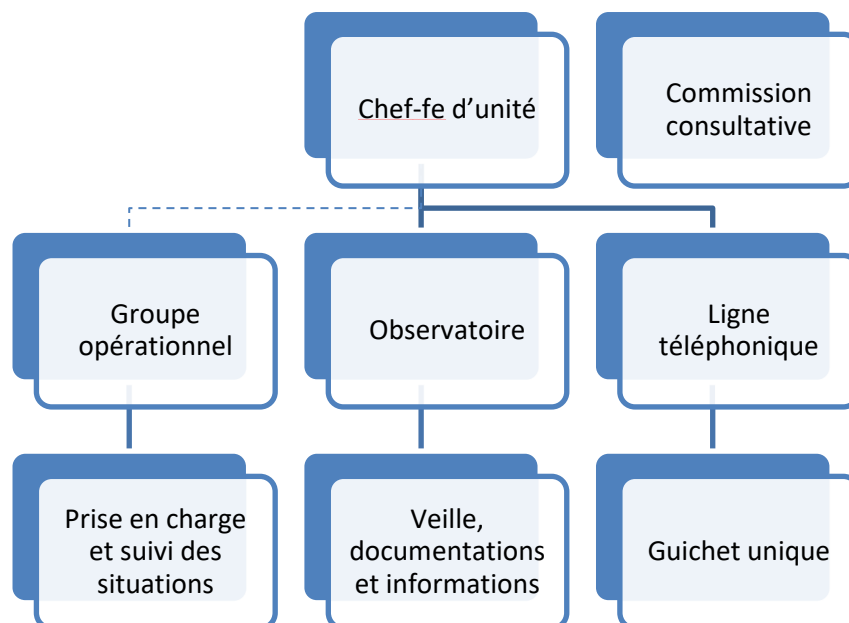 Chef-fe d’unité
Commission
consultative
Groupe
opérationnel
Observatoire
Ligne
téléphonique
Prise en charge
et suivi des
situations
Veille,
documentations
et informations
Guichet unique